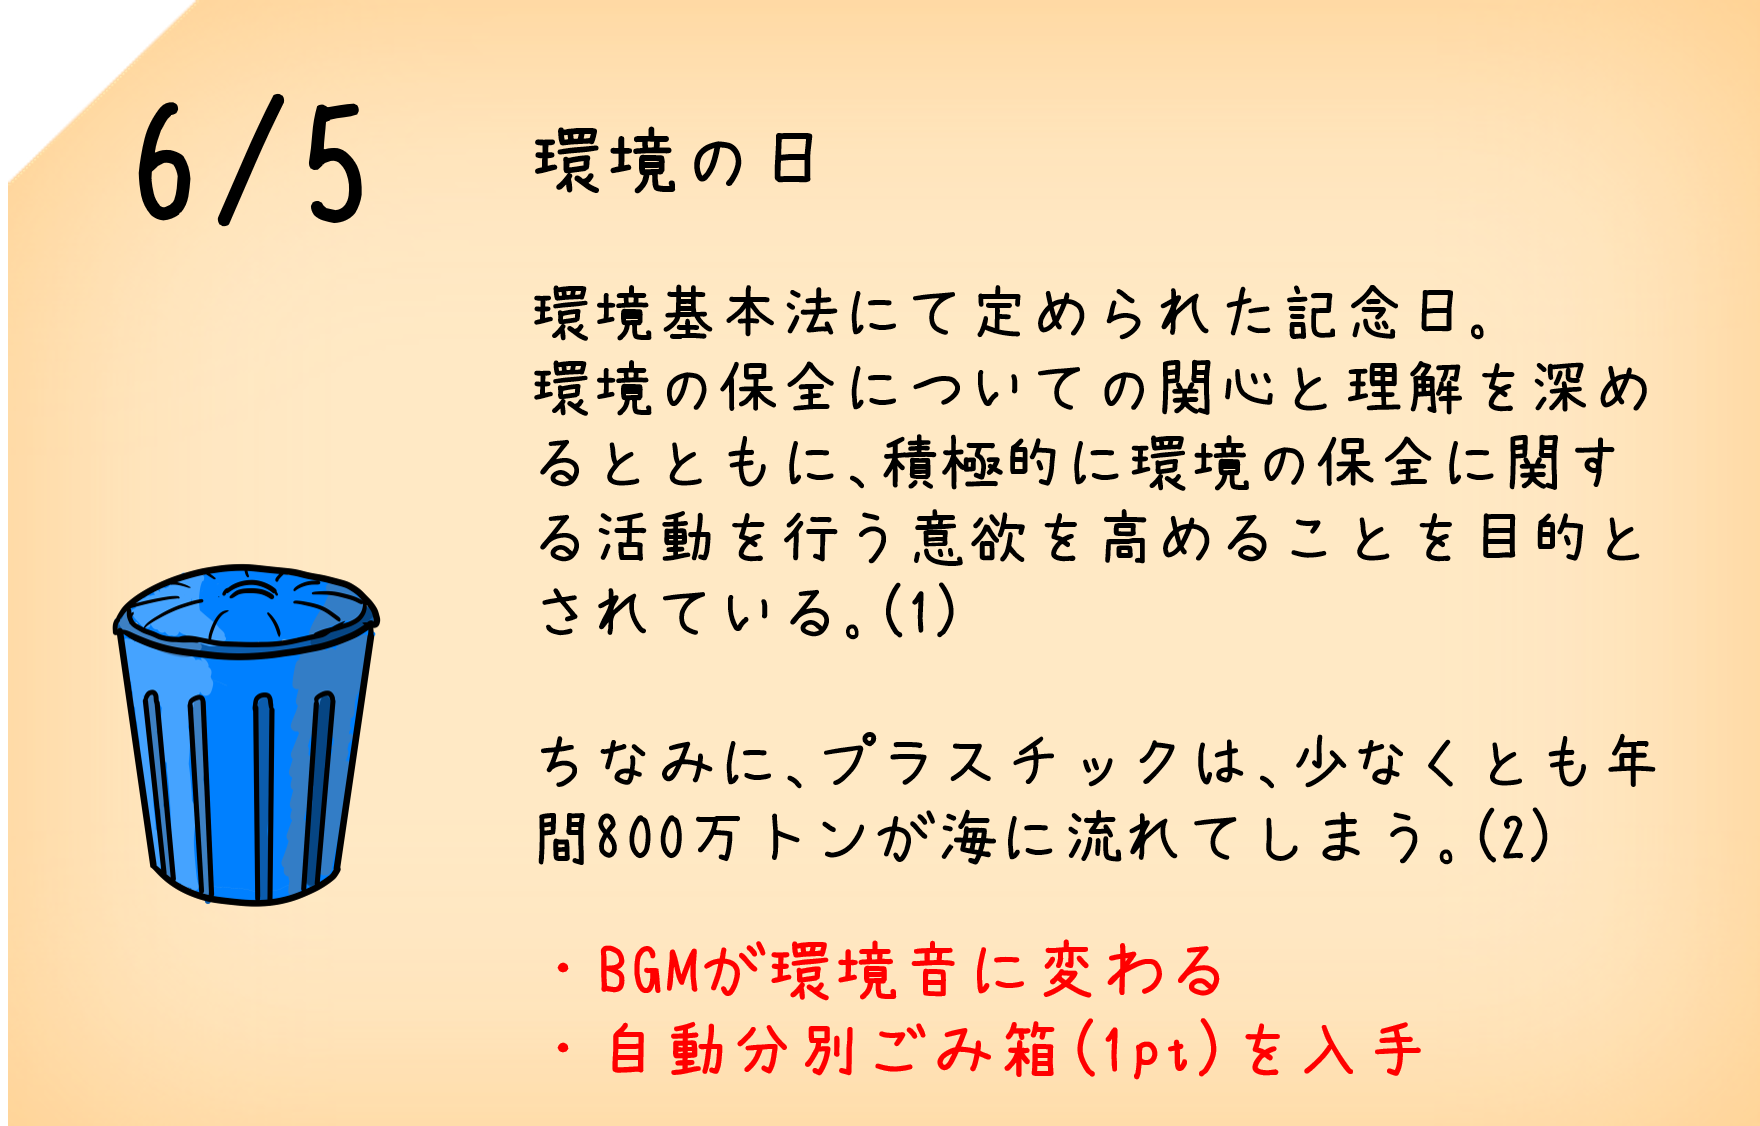 6/5
環境の日
環境基本法にて定められた記念日。
環境の保全についての関心と理解を深め
るとともに、積極的に環境の保全に関す
る活動を行う意欲を高めることを目的と
されている。(1)
ちなみに、プラスチックは、少なくとも年
間800万トンが海に流れてしまう。(2)
・BGMが環境音に変わる
・自動分別ごみ箱(1pt)を入手